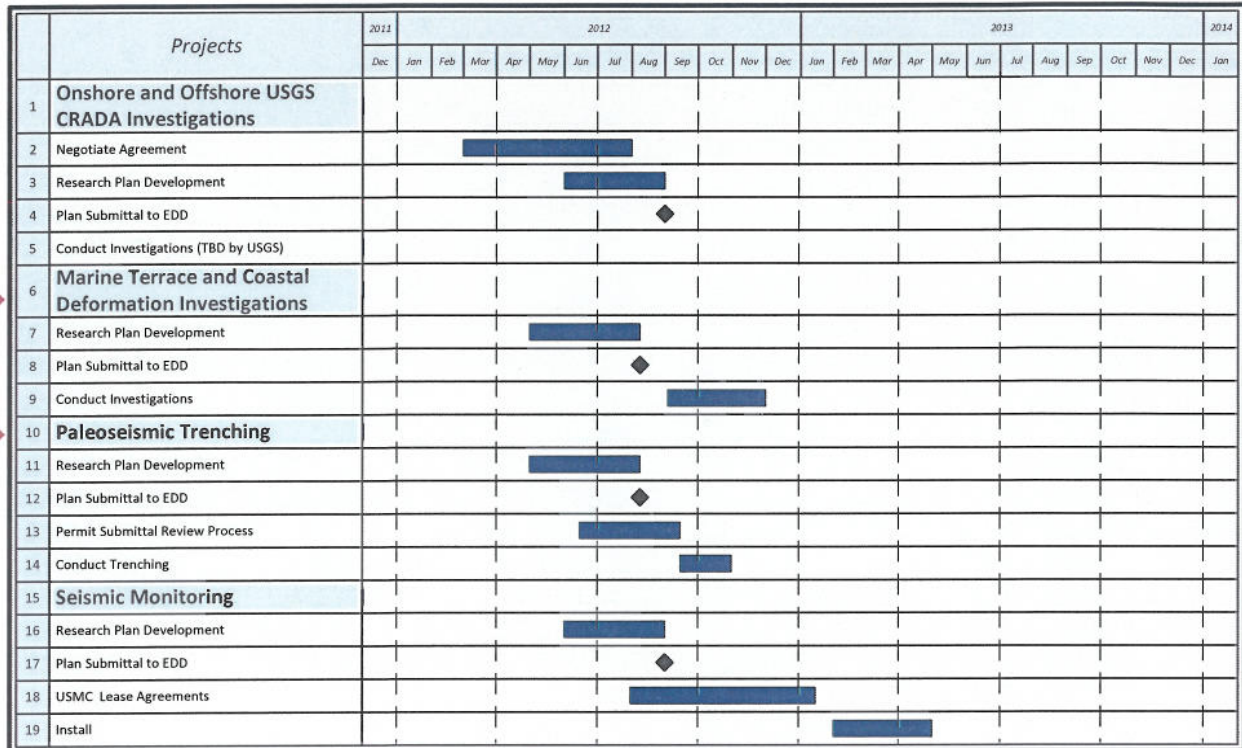 Projects
2011 2012 2013 2014
Dec Jan Feb Mar Apr May Jun Jul Aug Sep Oct Nov Dec Jan Feb Mar Apr May Jun Jul Aug Sep Oct Nov Dec Jan
1 Onshore and Offshore USGS
CRADA Investigations
2 Negotiate Agreement
3 Research Plan Development
4 Plan Submittal to EDD
5 Conduct Investigations (TBD by USGS)
6 Marine Terrace and Coastal
Deformation Investigations
7 Research Plan Development
8 Plan Submittal to EDD
9 Conduct Investigations
10 Paleoseismic Trenching
11 Research Plan Development
12 Plan Submittal to EDD
13 Permit Submittal Review Process
14 Conduct Trenching
15 Seismic Monitoring
16 Research Plan Development
17 Plan Submittal to EDD
18 USMC Lease Agreements
19 Install